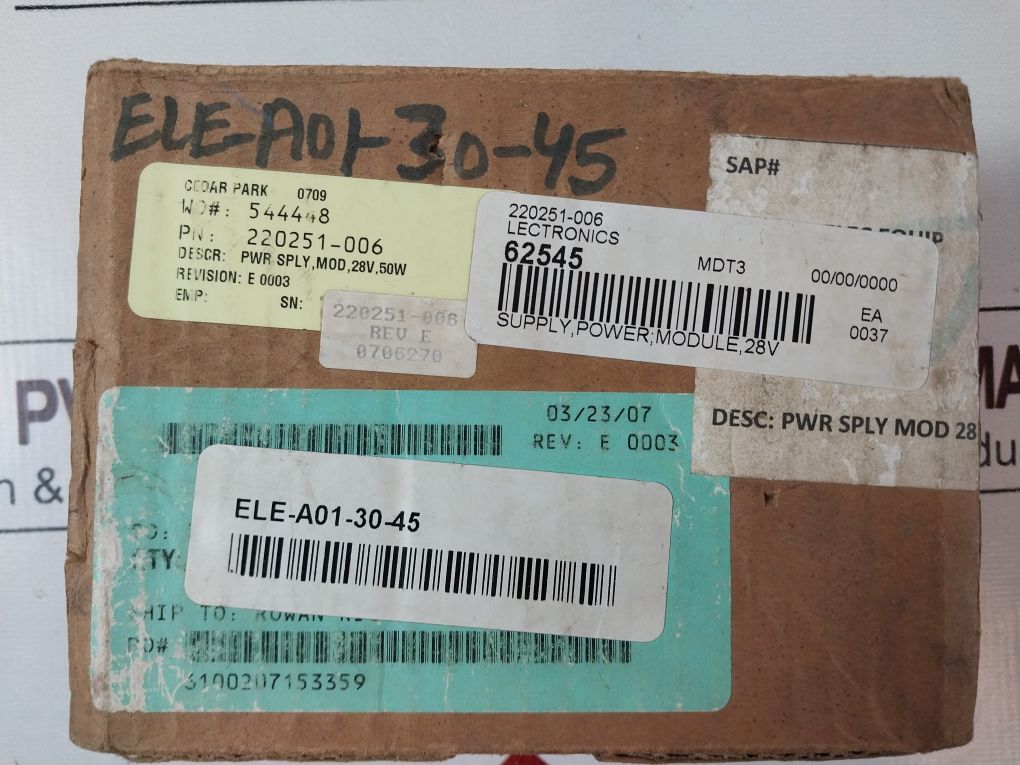 ELE-A01-30-45
CEDAR PARK 0709
WO#: 544448
PN: 220251-006
DESCR: PWR SPLY,MOD,28V,50W
REVISION: E 0003
EMP: SN:
220251-006
REV E
0706270
220251-006
LECTRONICS
62545 MDT3 00/00/0000
EA
0037
SUPPLY,POWER;MODULE,28V
SAP#
EQUIP
DESC: PWR SPLY MOD 28
03/23/07
REV: E 0003
ELE-A01-30-45
QTY:
SHIP TO: ROWAN
PO#
6100207153359
n &